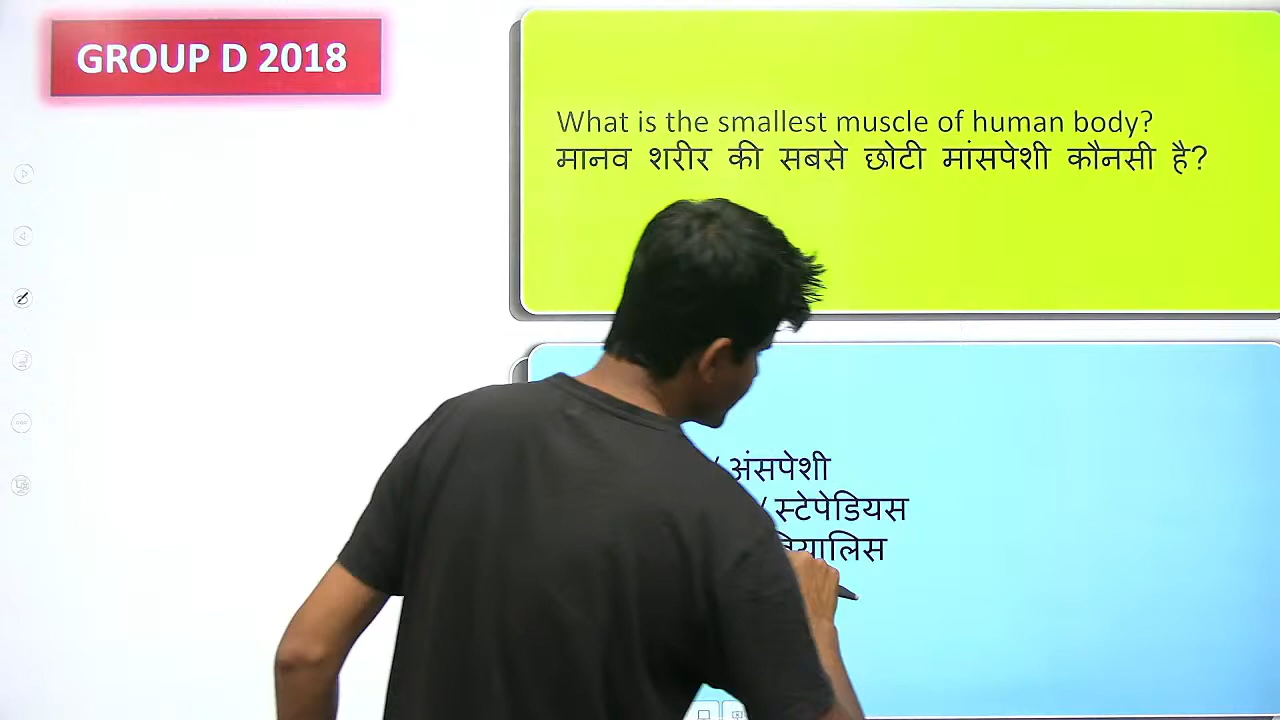 GROUP D 2018
What is the smallest muscle of human body?
मानव शरीर की सबसे छोटी मांसपेशी कौनसी है?
/ अंसपेशी
/ स्टेपेडियस